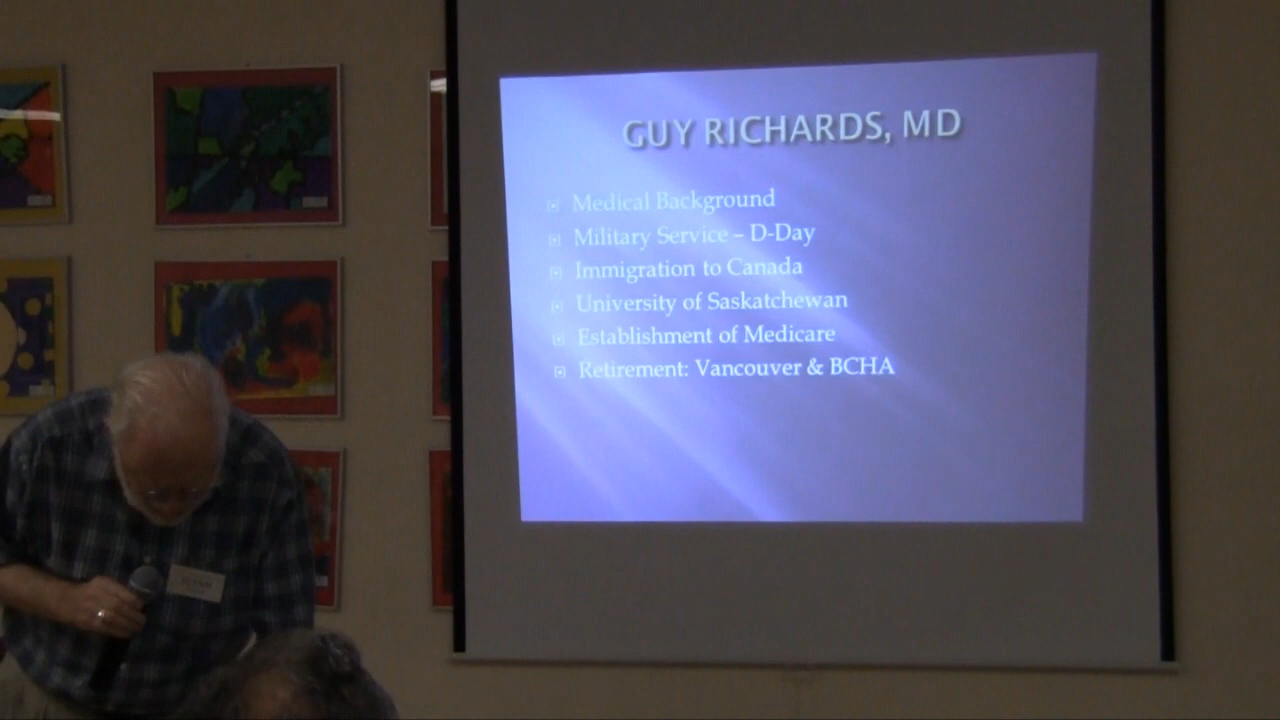 GUY RICHARDS, MD
Medical Background
Military Service – D-Day
Immigration to Canada
University of Saskatchewan
Establishment of Medicare
Retirement: Vancouver & BCHA